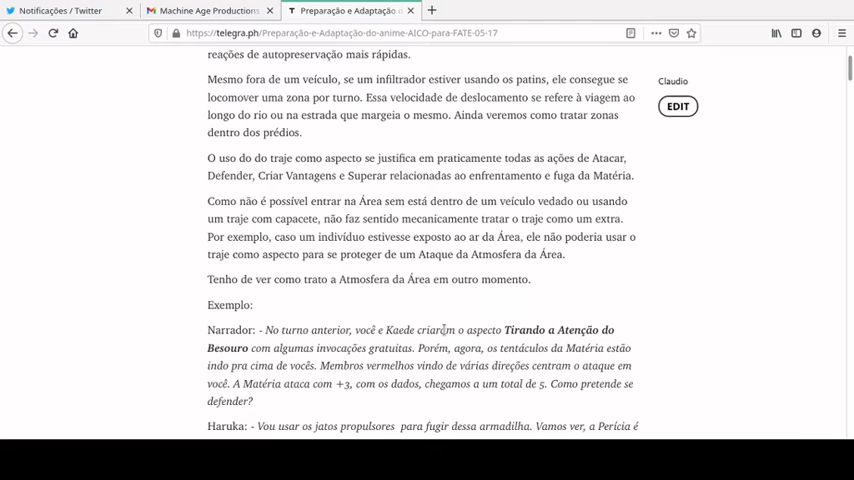 Notificações / Twitter
Machine Age Productions
Preparação e Adaptação d
https://telegra.ph/Preparação-e-Adaptação-do-anime-AICO-para-FATE-05-17
reações de autopreservação mais rápidas.
Mesmo fora de um veículo, se um infiltrador estiver usando os patins, ele consegue se
locomover uma zona por turno. Essa velocidade de deslocamento se refere à viagem ao
longo do rio ou na estrada que margeia o mesmo. Ainda veremos como tratar zonas
dentro dos prédios.
Claudio
EDIT
O uso do do traje como aspecto se justifica em praticamente todas as ações de Atacar,
Defender, Criar Vantagens e Superar relacionadas ao enfrentamento e fuga da Matéria.
Como não é possível entrar na Área sem está dentro de um veículo vedado ou usando
um traje com capacete, não faz sentido mecanicamente tratar o traje como um extra.
Por exemplo, caso um indivíduo estivesse exposto ao ar da Área, ele não poderia usar o
traje como aspecto para se proteger de um Ataque da Atmosfera da Área.
Tenho de ver como trato a Atmosfera da Área em outro momento.
Exemplo:
Narrador: - No turno anterior, você e Kaede criaram o aspecto Tirando a Atenção do
Besouro com algumas invocações gratuitas. Porém, agora, os tentáculos da Matéria estão
indo pra cima de vocês. Membros vermelhos vindo de várias direções centram o ataque em
você. A Matéria ataca com +3, com os dados, chegamos a um total de 5. Como pretende se
defender?
Haruka: - Vou usar os jatos propulsores para fugir dessa armadilha. Vamos ver, a Perícia é